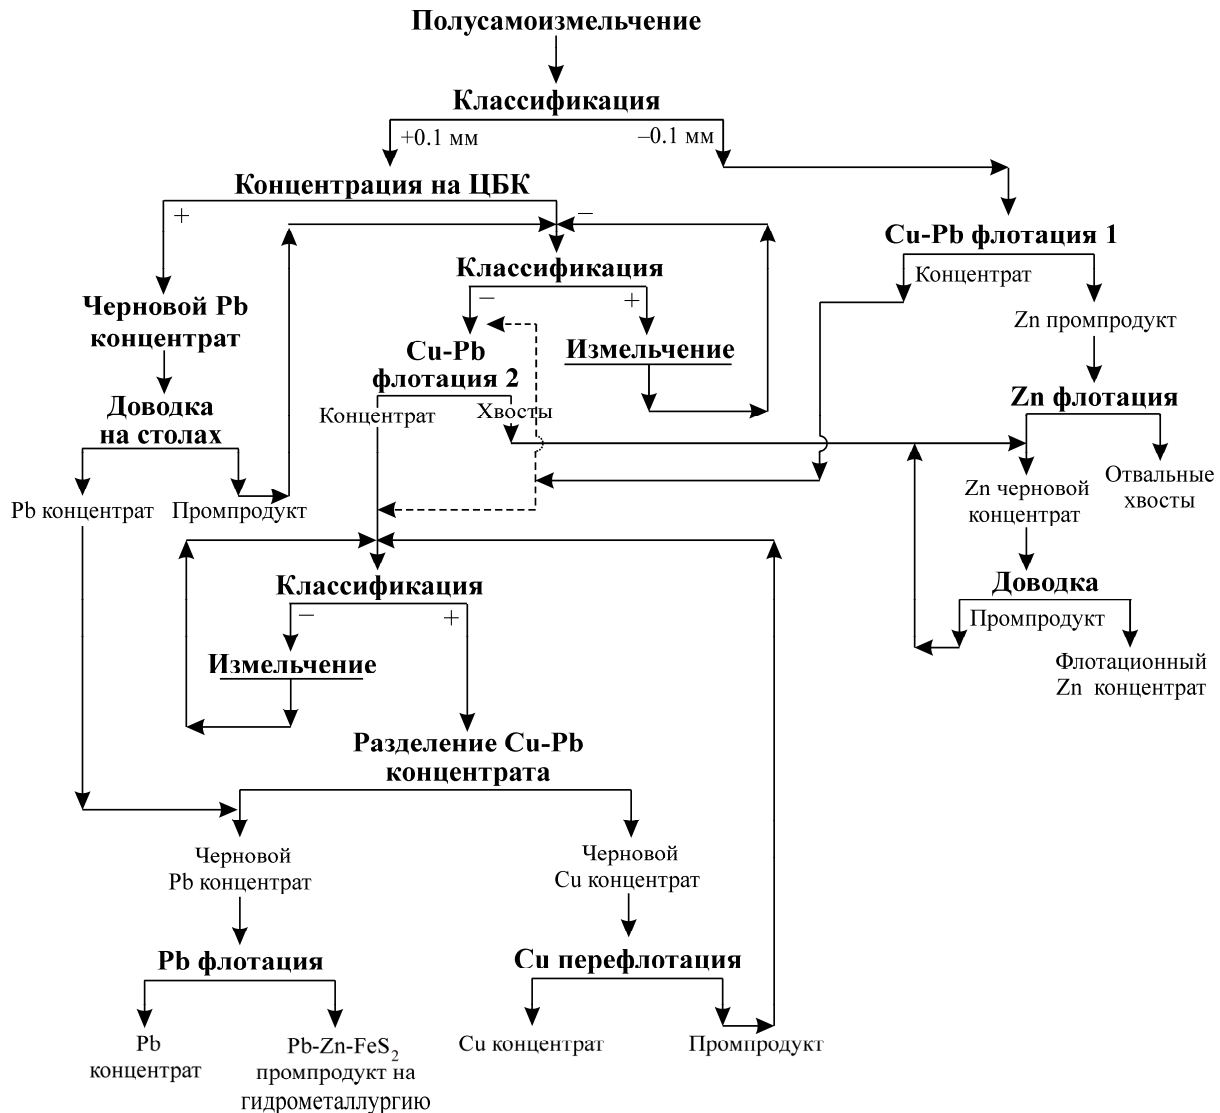 Полусамоизмельчение
Классификация
+0.1 мм
–0.1 мм
Концентрация на ЦБК
+
–
Cu-Pb флотация 1
Концентрат
Zn промпродукт
Классификация
–
+
Черновой Pb
концентрат
Измельчение
Cu-Pb
флотация 2
Концентрат
Хвосты
Zn флотация
Доводка
на столах
Pb концентрат
Промпродукт
Zn черновой
концентрат
Отвальные
хвосты
Классификация
–
+
Доводка
Промпродукт
Флотационный
Zn концентрат
Измельчение
Разделение Cu-Pb
концентрата
Черновой
Pb концентрат
Черновой
Cu концентрат
Pb флотация
Cu перефлотация
Pb
концентрат
Pb-Zn-FeS₂
промпродукт на
гидрометаллургию
Cu концентрат
Промпродукт